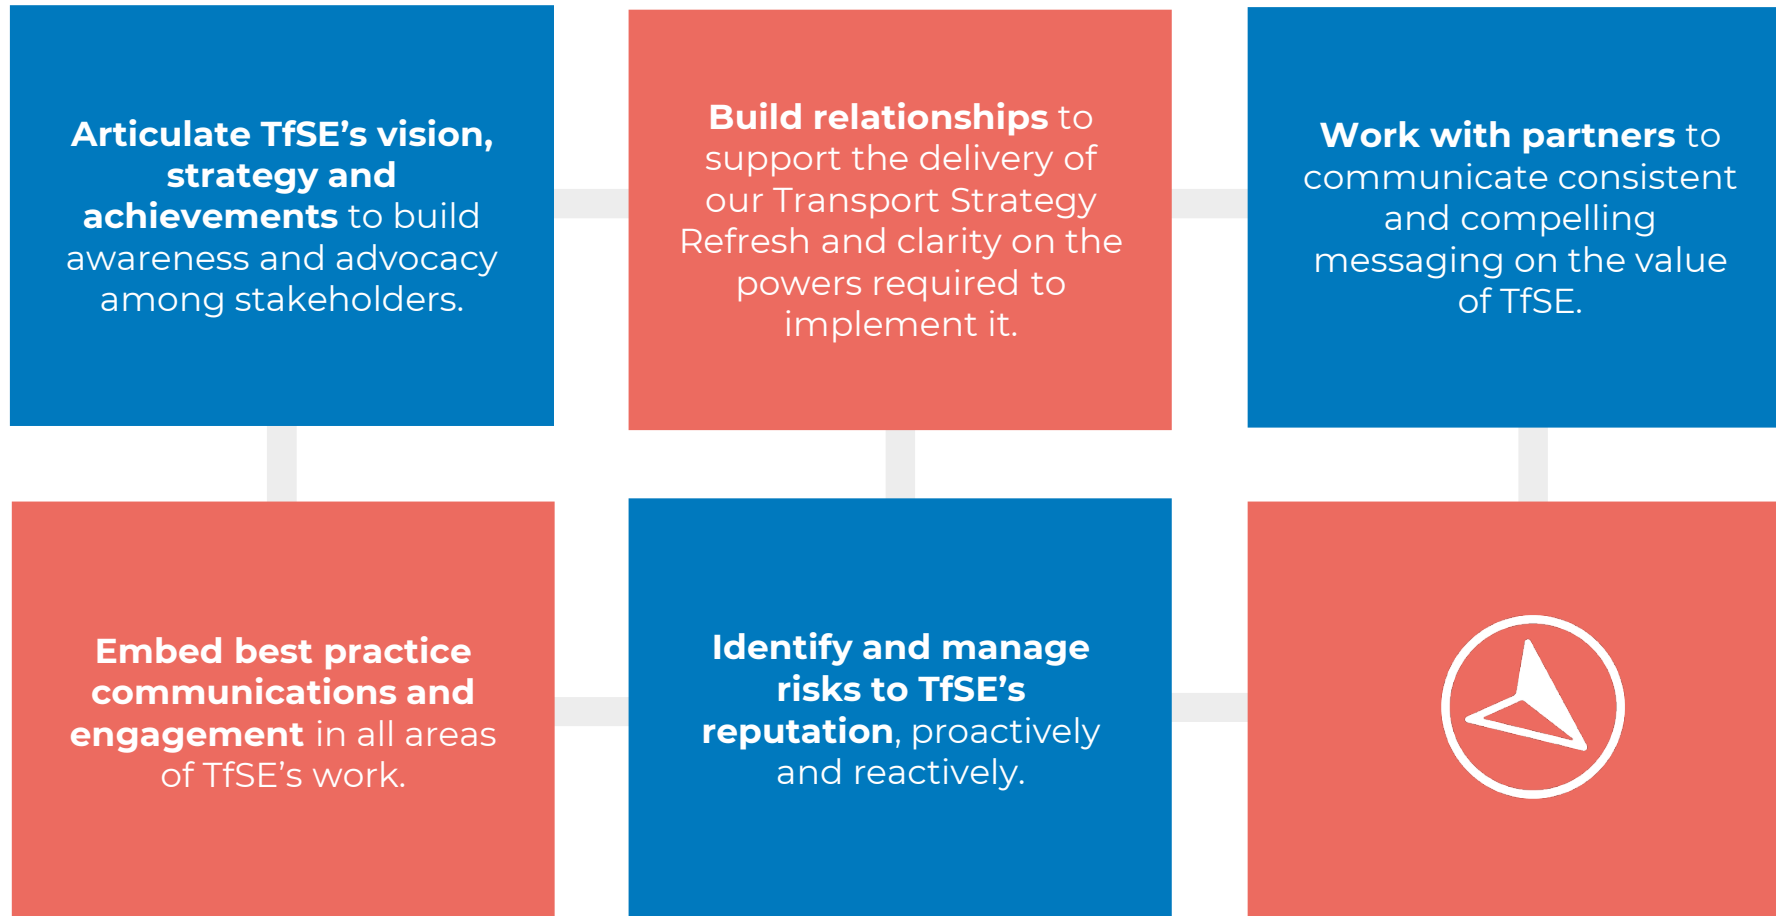 Articulate TfSE’s vision,
strategy and
achievements to build
awareness and advocacy
among stakeholders.
Build relationships to
support the delivery of
our Transport Strategy
Refresh and clarity on the
powers required to
implement it.
Work with partners to
communicate consistent
and compelling
messaging on the value
of TfSE.
Embed best practice
communications and
engagement in all areas
of TfSE’s work.
Identify and manage
risks to TfSE’s
reputation, proactively
and reactively.